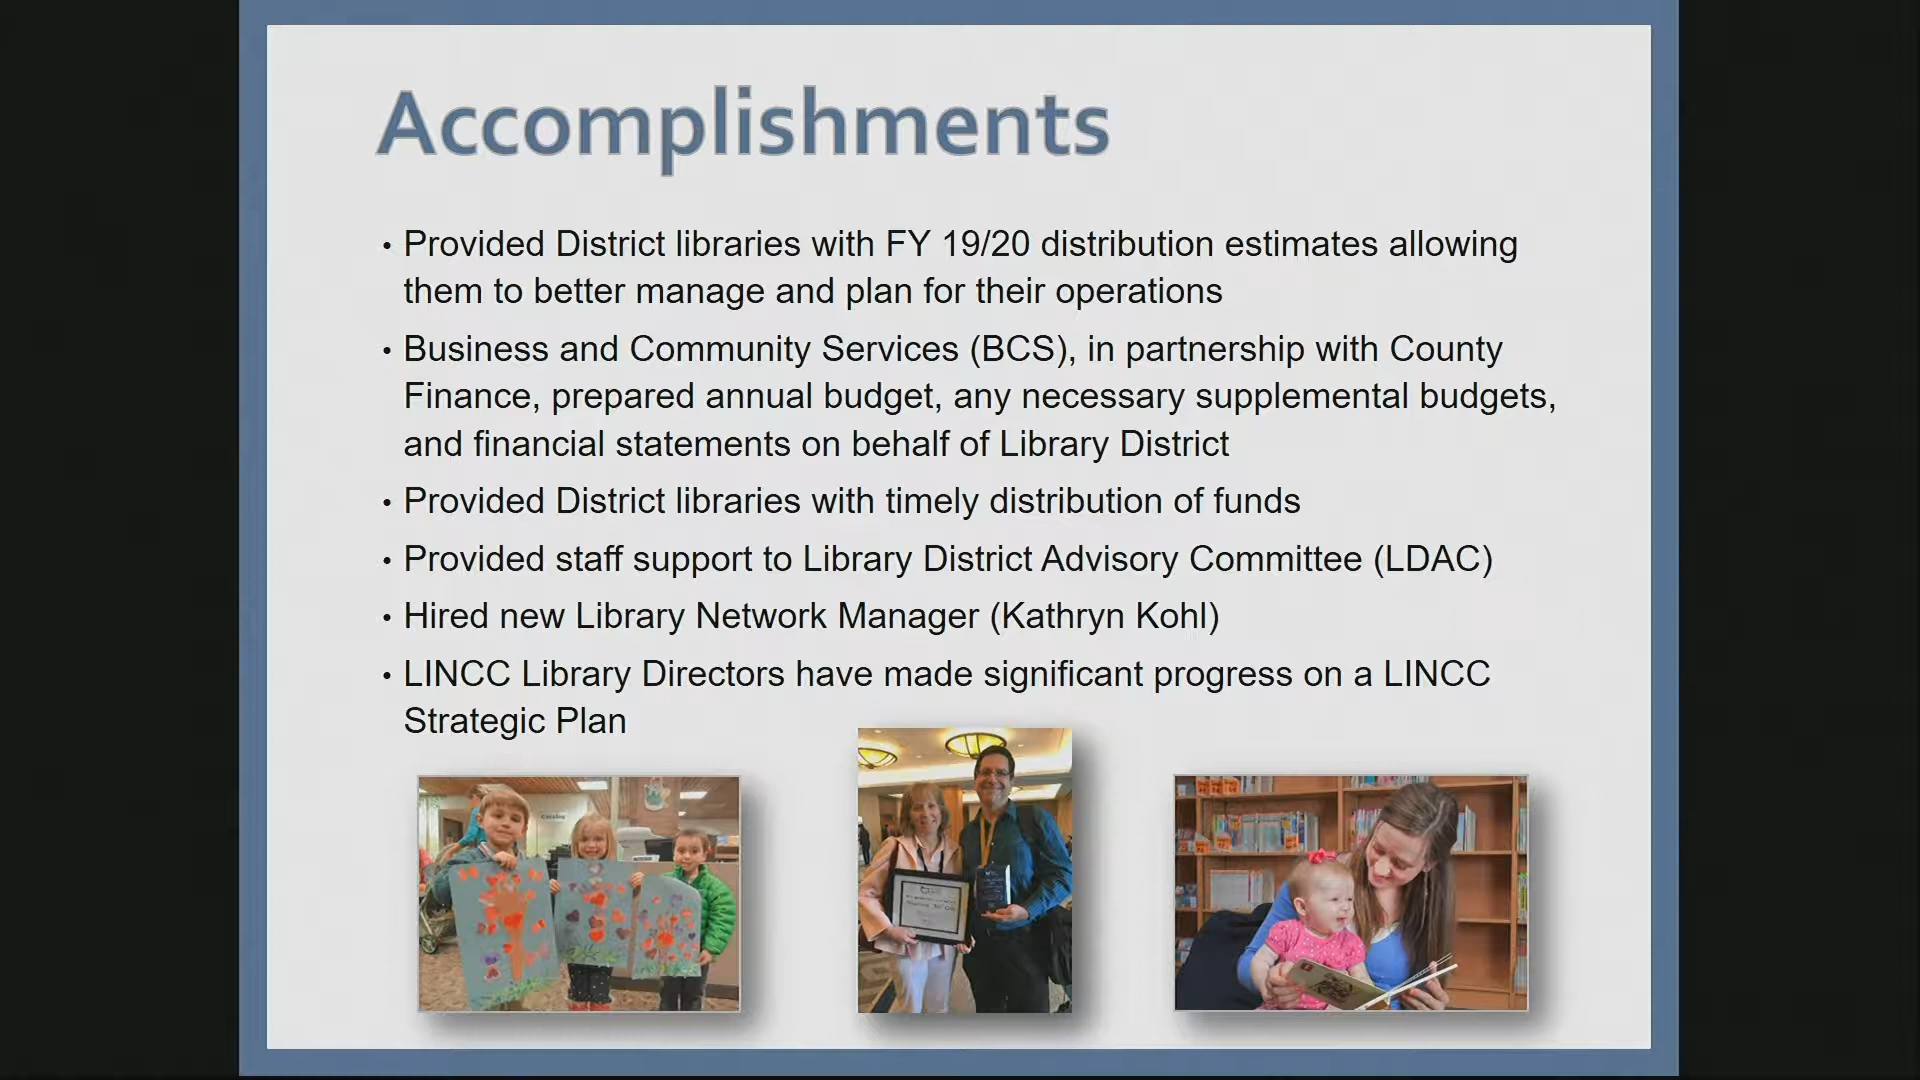 Accomplishments
• Provided District libraries with FY 19/20 distribution estimates allowing
them to better manage and plan for their operations
• Business and Community Services (BCS), in partnership with County
Finance, prepared annual budget, any necessary supplemental budgets,
and financial statements on behalf of Library District
• Provided District libraries with timely distribution of funds
• Provided staff support to Library District Advisory Committee (LDAC)
• Hired new Library Network Manager (Kathryn Kohl)
• LINCC Library Directors have made significant progress on a LINCC
Strategic Plan